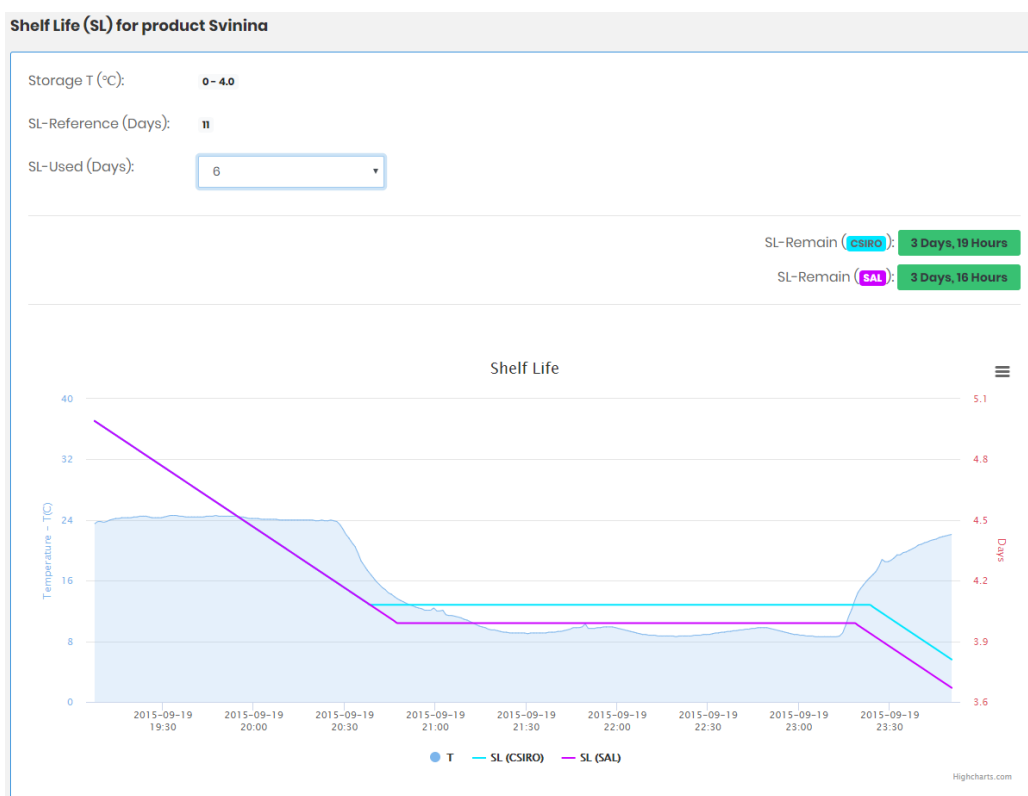 Shelf Life (SL) for product Svinina
Storage T (°C): 0 - 4.0
SL-Reference (Days): 11
SL-Used (Days): 6
SL-Remain (CSIRO): 3 Days, 19 Hours
SL-Remain (SAL): 3 Days, 16 Hours
Shelf Life
40 5.1
32 4.8
24 4.5
16 4.2
8 3.9
0 3.6
Temperature - T(C)
Days
2015-09-19 2015-09-19 2015-09-19 2015-09-19 2015-09-19 2015-09-19 2015-09-19 2015-09-19 2015-09-19
19:30 20:00 20:30 21:00 21:30 22:00 22:30 23:00 23:30
T SL (CSIRO) SL (SAL)
Highcharts.com